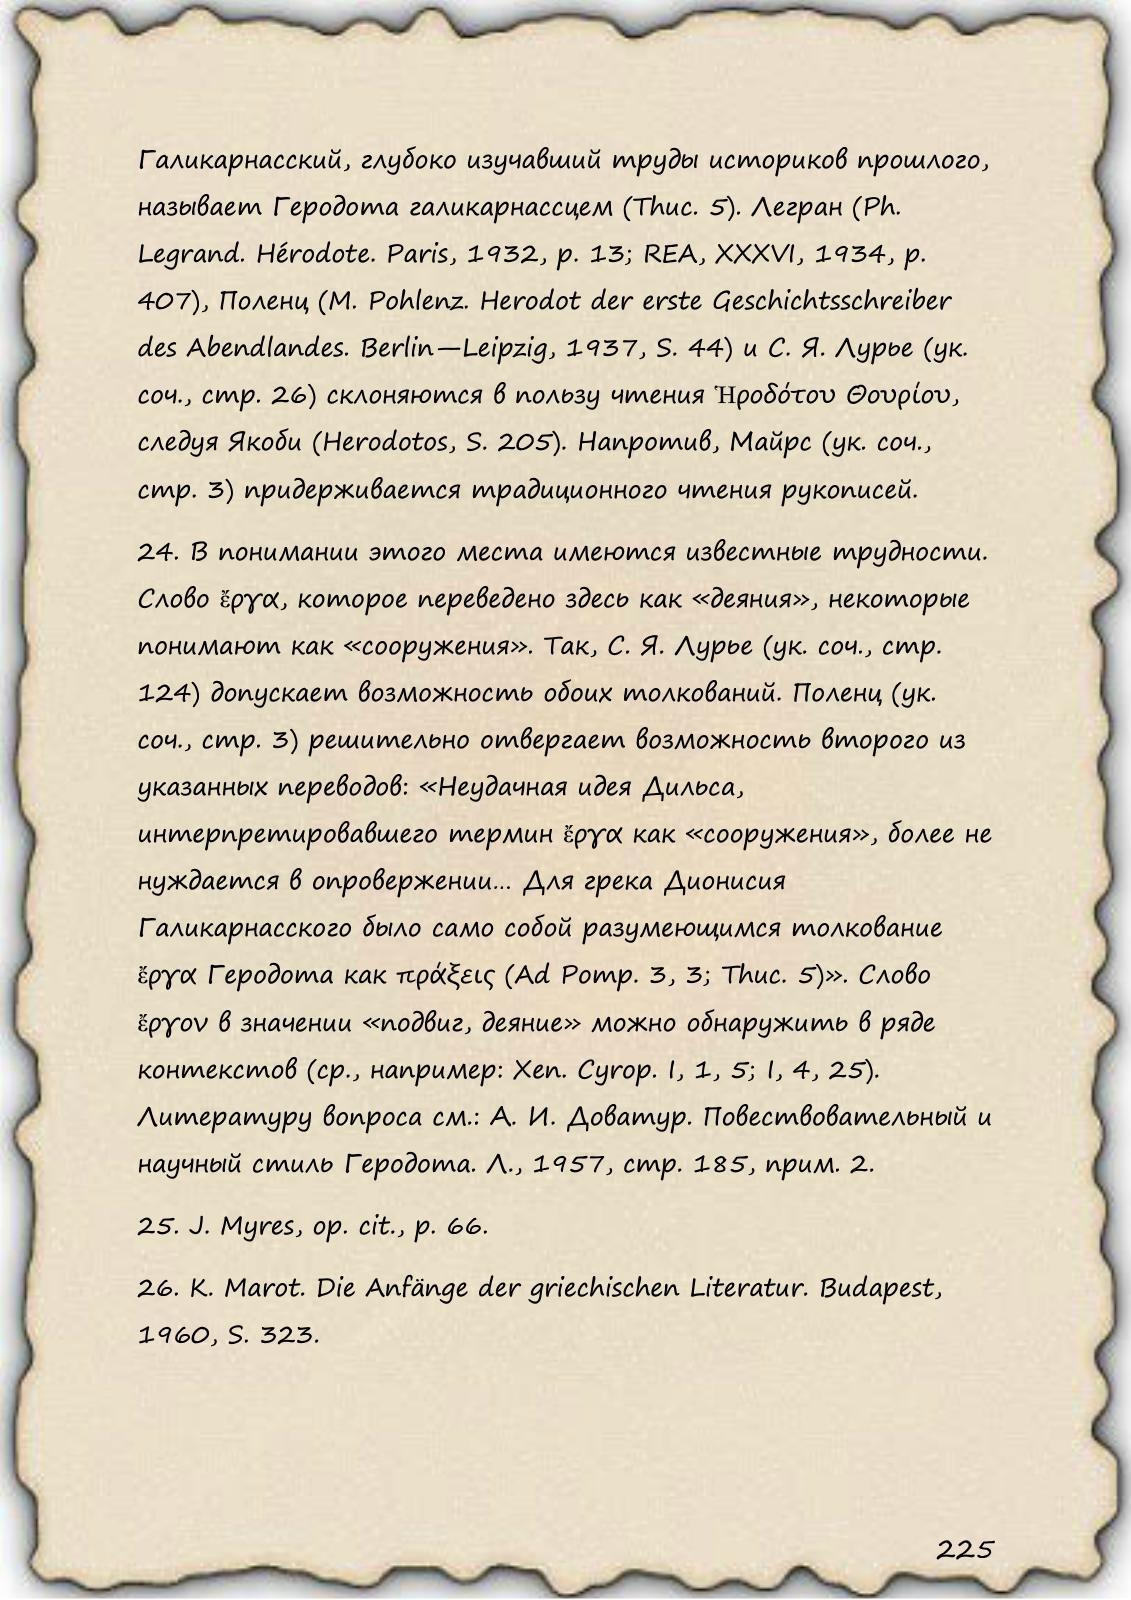 Галикарнасский, глубоко изучавший труды историков прошлого,
называет Геродота галикарнассцем (Thuc. 5). Легран (Ph.
Legrand. Hérodote. Paris, 1932, p. 13; REA, XXXVI, 1934, p.
407), Поленц (M. Pohlenz. Herodot der erste Geschichtsschreiber
des Abendlandes. Berlin—Leipzig, 1937, S. 44) и С. Я. Лурье (ук.
соч., стр. 26) склоняются в пользу чтения Ἡροδότου Θουρίου,
следуя Якоби (Herodotos, S. 205). Напротив, Майрс (ук. соч.,
стр. 3) придерживается традиционного чтения рукописей.
24. В понимании этого места имеются известные трудности.
Слово ἔργα, которое переведено здесь как «деяния», некоторые
понимают как «сооружения». Так, С. Я. Лурье (ук. соч., стр.
124) допускает возможность обоих толкований. Поленц (ук.
соч., стр. 3) решительно отвергает возможность второго из
указанных переводов: «Неудачная идея Дильса,
интерпретировавшего термин ἔργα как «сооружения», более не
нуждается в опровержении... Для грека Дионисия
Галикарнасского было само собой разумеющимся толкование
ἔργα Геродота как πράξεις (Ad Pomp. 3, 3; Thuc. 5)». Слово
ἔργον в значении «подвиг, деяние» можно обнаружить в ряде
контекстов (ср., например: Xen. Cyrop. I, 1, 5; I, 4, 25).
Литературу вопроса см.: А. И. Доватур. Повествовательный и
научный стиль Геродота. Л., 1957, стр. 185, прим. 2.
25. J. Myres, op. cit., p. 66.
26. K. Marot. Die Anfänge der griechischen Literatur. Budapest,
1960, S. 323.
225